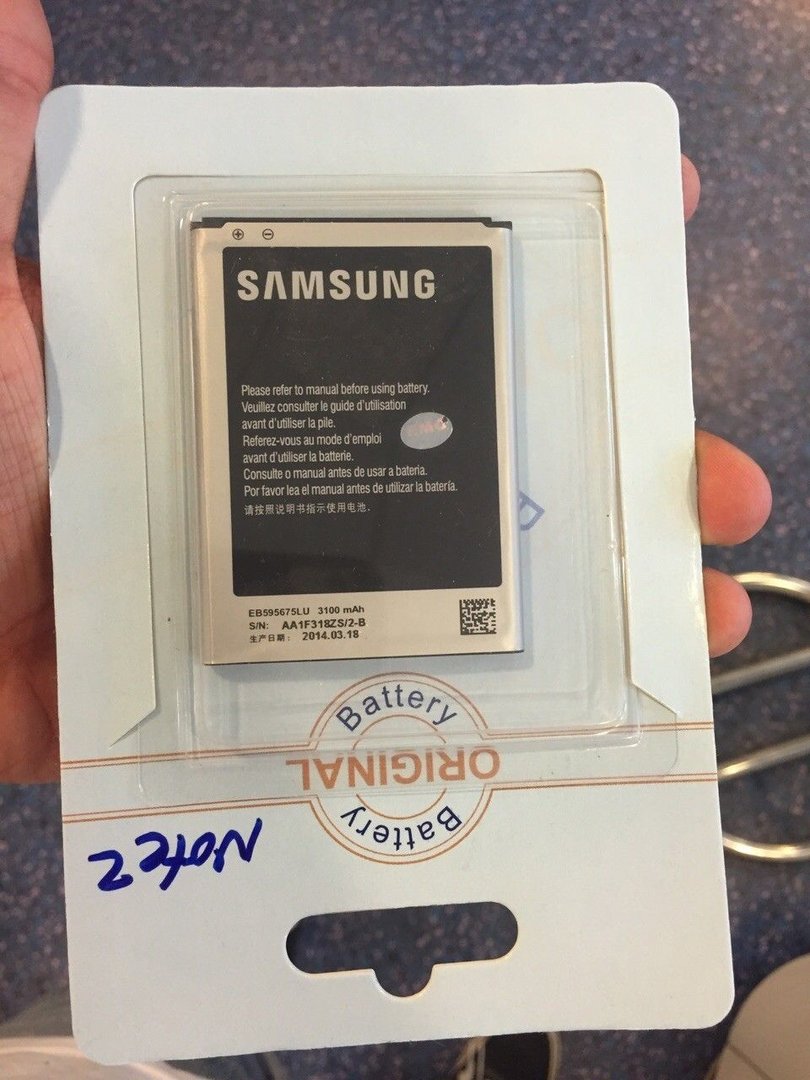 SAMSUNG
Please refer to manual before using battery.
Veuillez consulter le guide d'utilisation
avant d'utiliser la pile.
Referez-vous au mode d'emploi
avant d'utiliser la batterie.
Consulte o manual antes de usar a bateria.
Por favor lea el manual antes de utilizar la batería.
请按照说明书指示使用电池.
EB595675LU 3100 mAh
S/N: AA1F318ZS/2-B
生产日期: 2014.03.18
Battery
ORIGINAL
Battery
Note 2